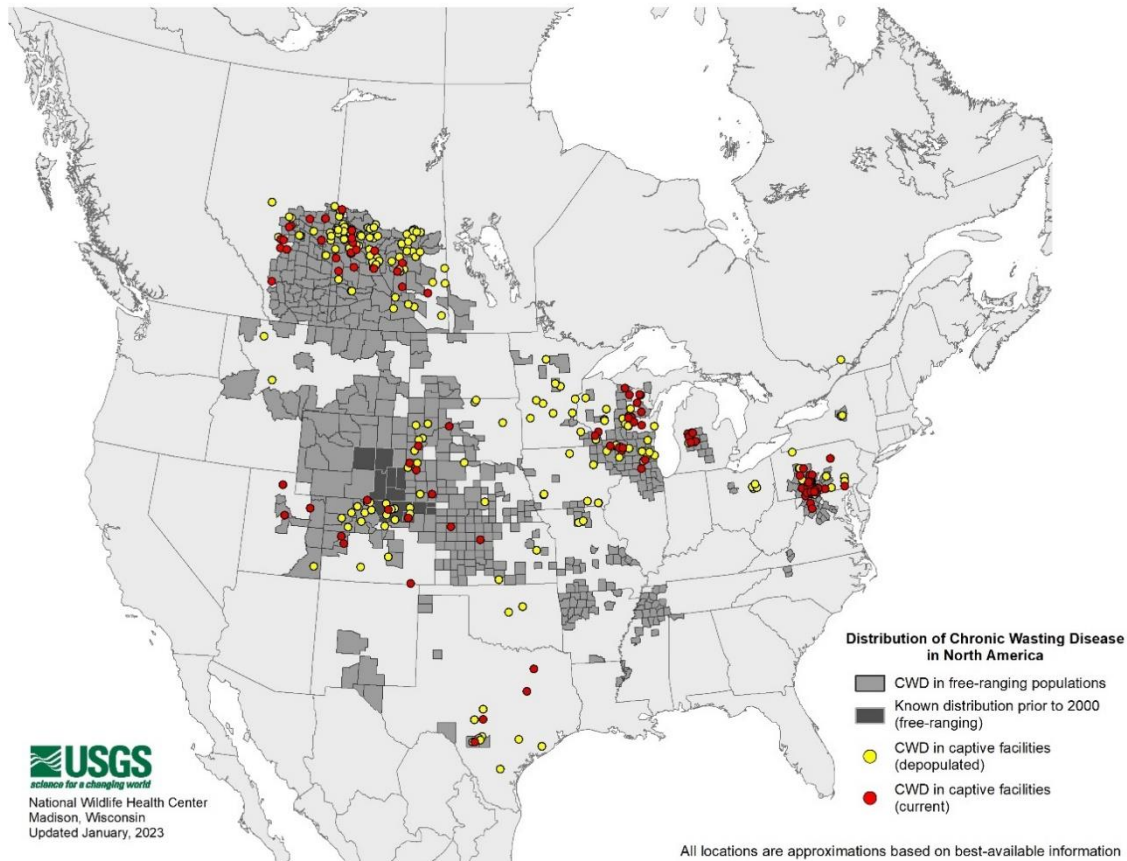 Distribution of Chronic Wasting Disease
in North America
CWD in free-ranging populations
Known distribution prior to 2000
(free-ranging)
CWD in captive facilities
(depopulated)
CWD in captive facilities
(current)
USGS
science for a changing world
National Wildlife Health Center
Madison, Wisconsin
Updated January, 2023
All locations are approximations based on best-available information